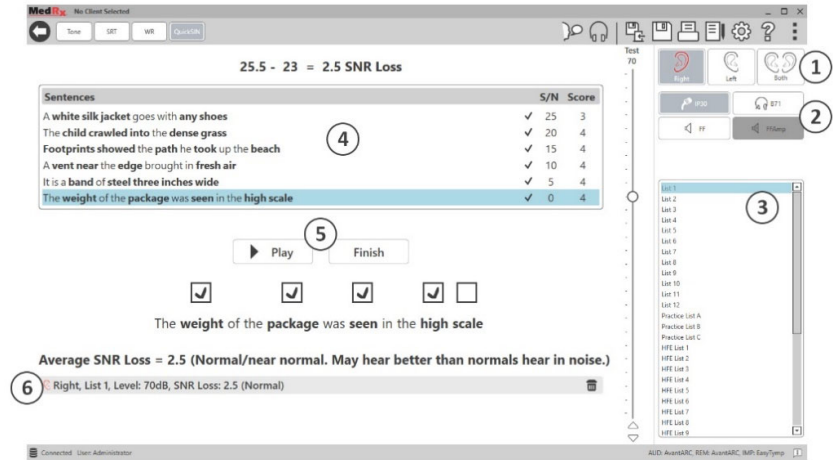 MedRx No Client Selected
Tone SRT WR QuickSIN
25.5 - 23 = 2.5 SNR Loss
Test
70
Right Left Both
1
IP30 B71
2
FF FFAmp
Sentences S/N Score
A white silk jacket goes with any shoes ✓ 25 3
The child crawled into the dense grass ✓ 20 4
Footprints showed the path he took up the beach ✓ 15 4
4
A vent near the edge brought in fresh air ✓ 10 4
It is a band of steel three inches wide ✓ 5 4
The weight of the package was seen in the high scale ✓ 0 4
5
Play Finish
The weight of the package was seen in the high scale
Average SNR Loss = 2.5 (Normal/near normal. May hear better than normals hear in noise.)
6
Right, List 1, Level: 70dB, SNR Loss: 2.5 (Normal)
3
List 1
List 2
List 3
List 4
List 5
List 6
List 7
List 8
List 9
List 10
List 11
List 12
Practice List A
Practice List B
Practice List C
HFE List 1
HFE List 2
HFE List 3
HFE List 4
HFE List 5
HFE List 6
HFE List 7
HFE List 8
HFE List 9
Connected User: Administrator
AUD: AvantARC, REM: AvantARC, IMP: EasyTymp